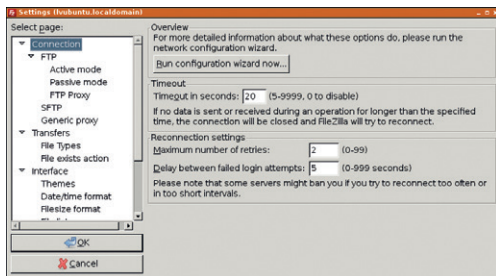 Settings (lvubuntu.localdomain)
Select page:
Connection
FTP
Active mode
Passive mode
FTP Proxy
SFTP
Generic proxy
Transfers
File Types
File exists action
Interface
Themes
Date/time format
Filesize format
OK
Cancel
Overview
For more detailed information about what these options do, please run the
network configuration wizard.
Run configuration wizard now...
Timeout
Timeout in seconds: 20 (5-9999, 0 to disable)
If no data is sent or received during an operation for longer than the specified
time, the connection will be closed and FileZilla will try to reconnect.
Reconnection settings
Maximum number of retries: 2 (0-99)
Delay between failed login attempts: 5 (0-999 seconds)
Please note that some servers might ban you if you try to reconnect too often or
in too short intervals.